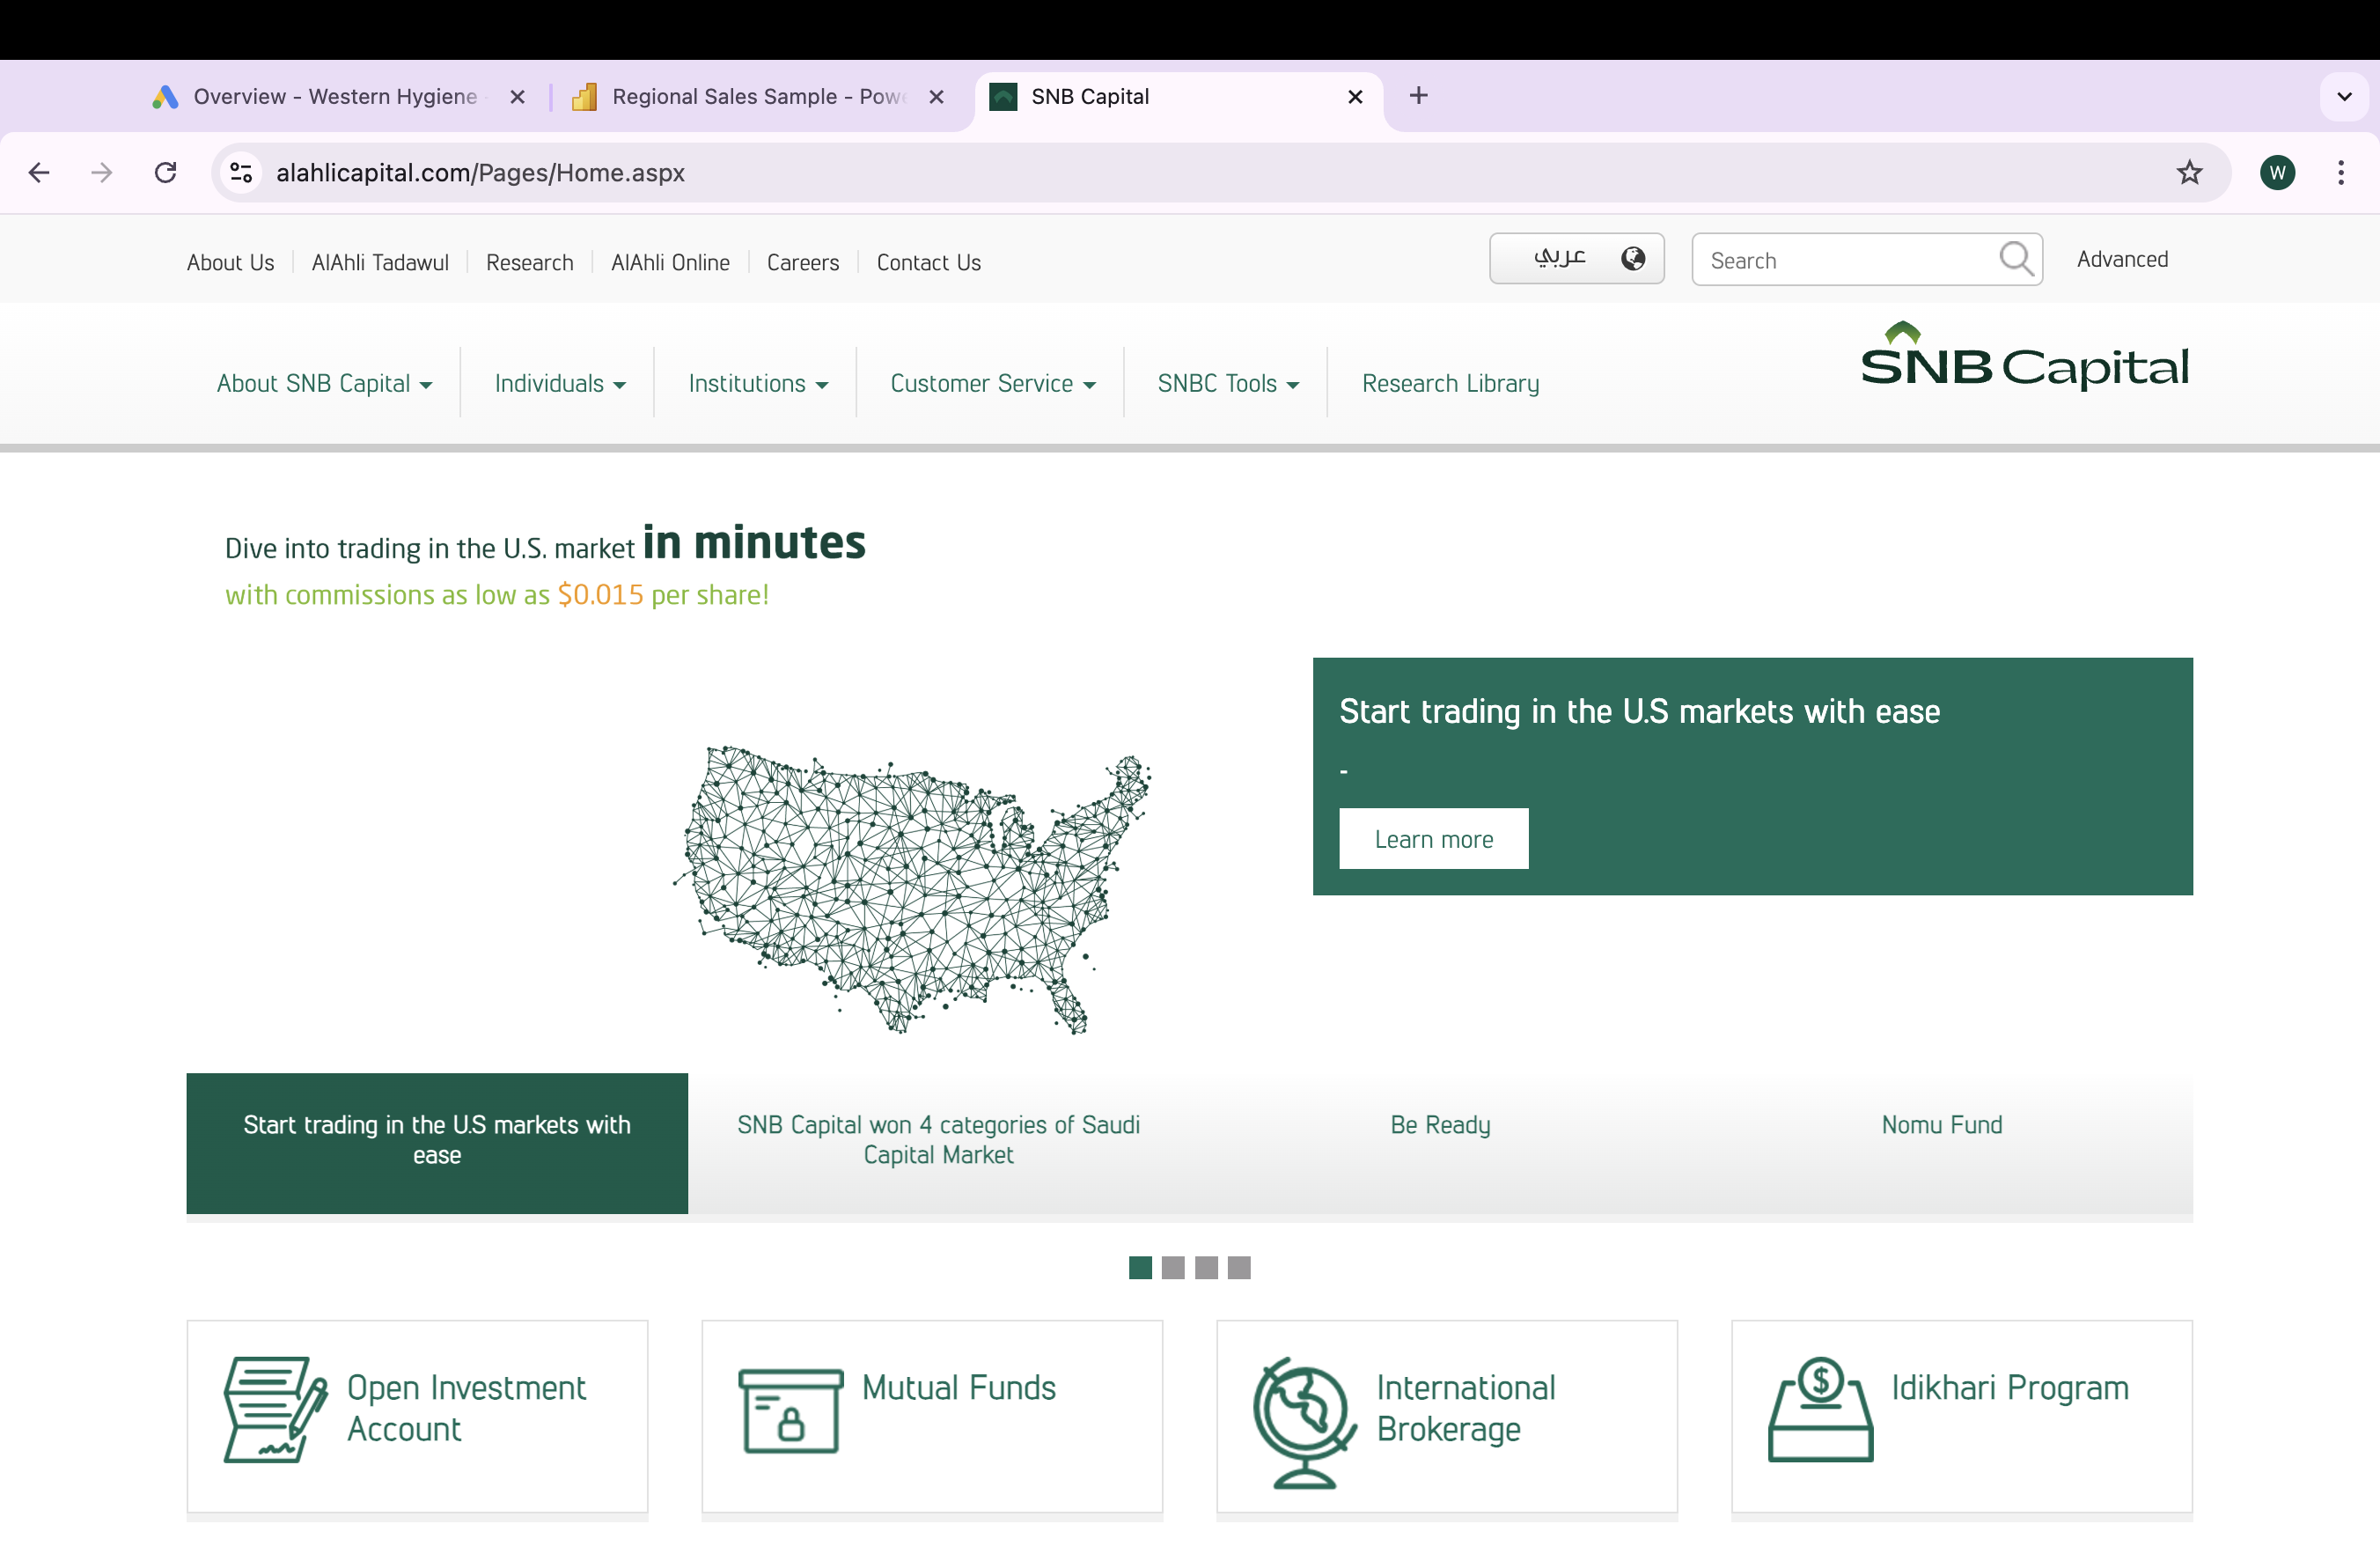 Overview - Western Hygiene
Regional Sales Sample - Pow
SNB Capital
alahlicapital.com/Pages/Home.aspx
W
About Us
AlAhli Tadawul
Research
AlAhli Online
Careers
Contact Us
عربي
Search
Advanced
About SNB Capital
Individuals
Institutions
Customer Service
SNBC Tools
Research Library
SNB Capital
Dive into trading in the U.S. market in minutes
with commissions as low as $0.015 per share!
Start trading in the U.S markets with ease
-
Learn more
Start trading in the U.S markets with
ease
SNB Capital won 4 categories of Saudi
Capital Market
Be Ready
Nomu Fund
Open Investment
Account
Mutual Funds
International
Brokerage
$
Idikhari Program